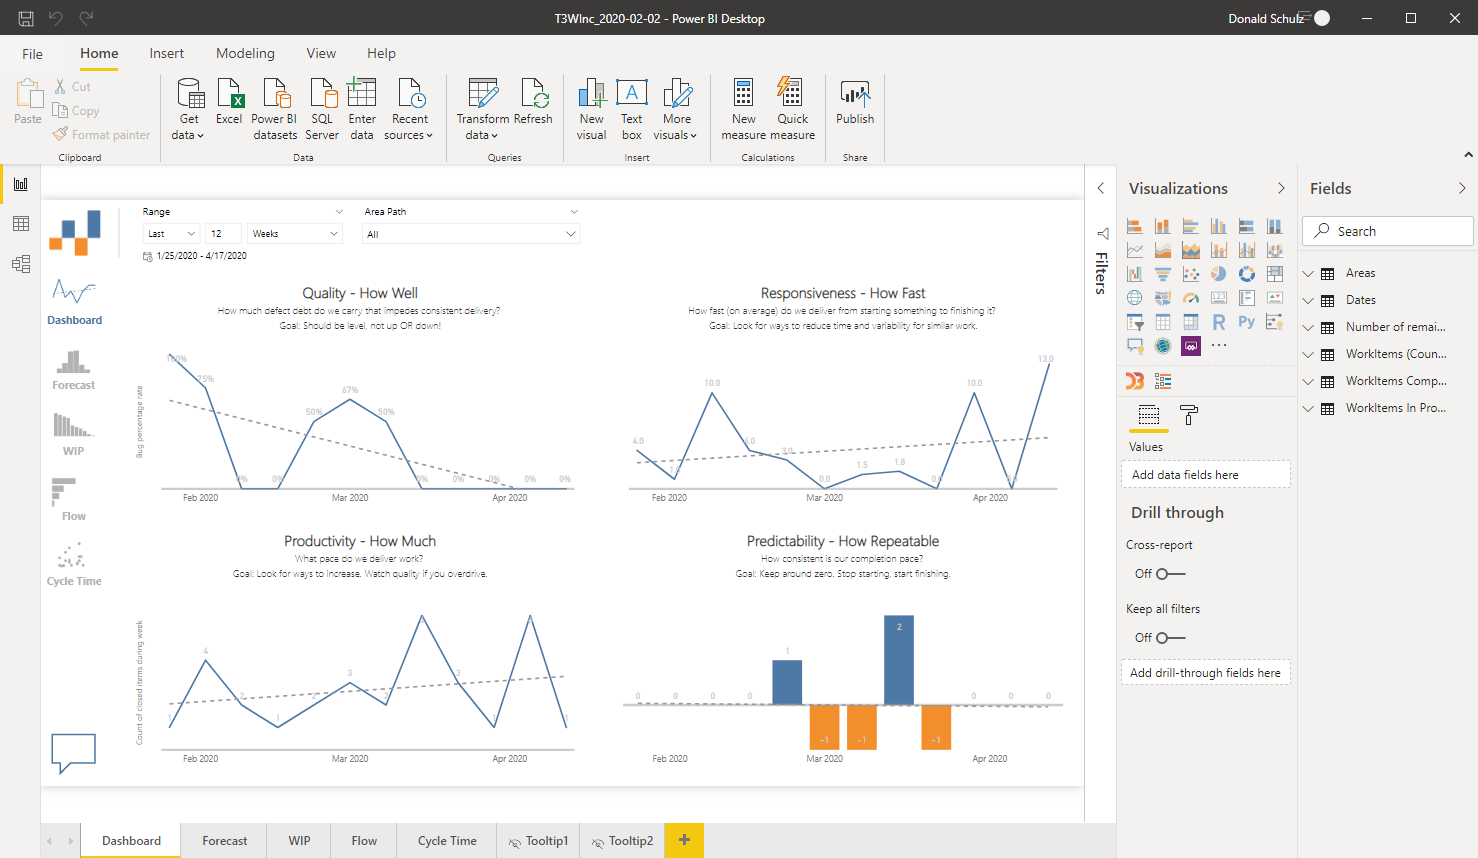 T3WInc_2020-02-02 - Power BI Desktop
Donald Schulz
File Home Insert Modeling View Help
Paste
Cut
Copy
Format painter
Clipboard
Get data
Excel
Power BI datasets
SQL Server
Enter data
Recent sources
Data
Transform data
Refresh
Queries
New visual
Text box
More visuals
Insert
New measure
Quick measure
Calculations
Publish
Share
Range
Last 12 Weeks
1/25/2020 - 4/17/2020
Area Path
All
Dashboard
Forecast
WIP
Flow
Cycle Time
Quality - How Well
How much defect debt do we carry that impedes consistent delivery?
Goal: Should be level, not up OR down!
Bug percentage rate
100%
75%
0%
0%
50%
67%
50%
0%
0%
0%
0%
0%
Feb 2020 Mar 2020 Apr 2020
Responsiveness - How Fast
How fast (on average) do we deliver from starting something to finishing it?
Goal: Look for ways to reduce time and variability for similar work.
4.0
1.0
10.0
4.0
3.0
0.0
1.5
1.8
0.0
10.0
0.0
13.0
Feb 2020 Mar 2020 Apr 2020
Productivity - How Much
What pace do we deliver work?
Goal: Look for ways to increase. Watch quality if you overdrive.
Count of closed items during week
1
4
2
1
2
3
2
3
1
1
Feb 2020 Mar 2020 Apr 2020
Predictability - How Repeatable
How consistent is our completion pace?
Goal: Keep around zero. Stop starting, start finishing.
0
0
0
0
1
-1
-1
2
-1
0
0
0
Feb 2020 Mar 2020 Apr 2020
Filters
Visualizations
123
R
Py
Values
Add data fields here
Drill through
Cross-report
Off
Keep all filters
Off
Add drill-through fields here
Fields
Search
Areas
Dates
Number of remai...
WorkItems (Coun...
WorkItems Comp...
WorkItems In Pro...
Dashboard Forecast WIP Flow Cycle Time Tooltip1 Tooltip2 +